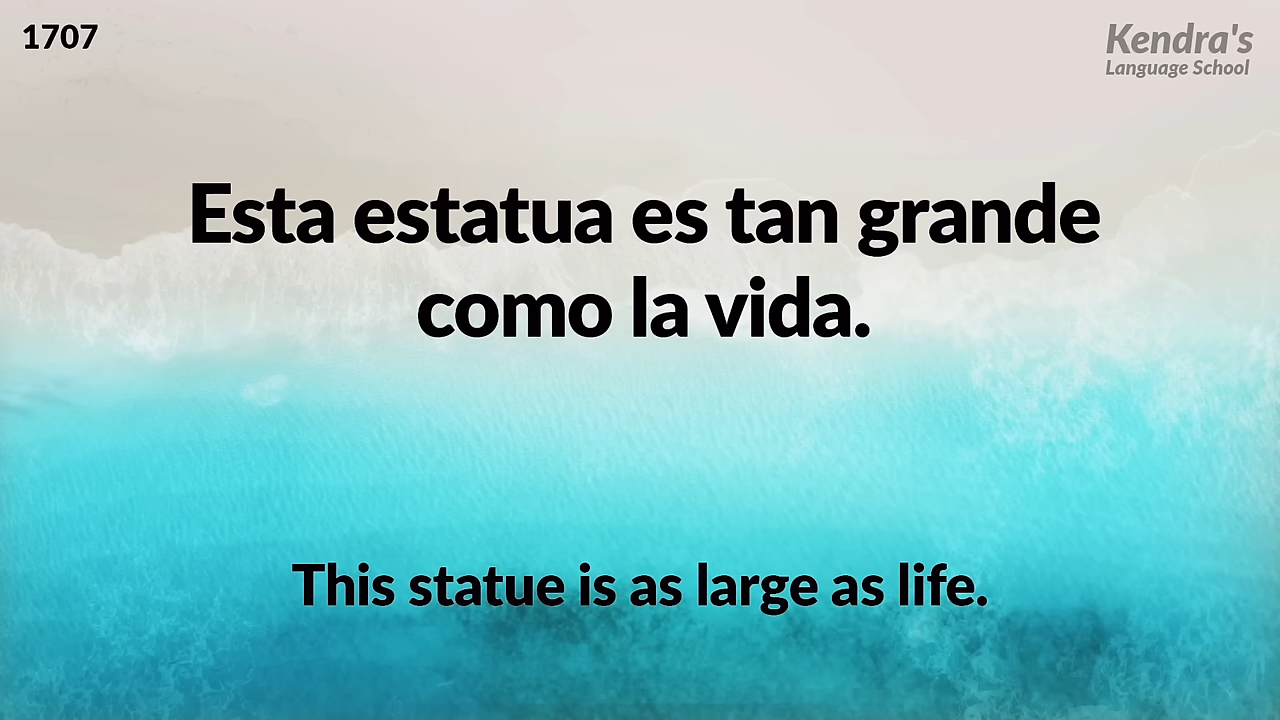 1707
Kendra's
Language School
Esta estatua es tan grande
como la vida.
This statue is as large as life.